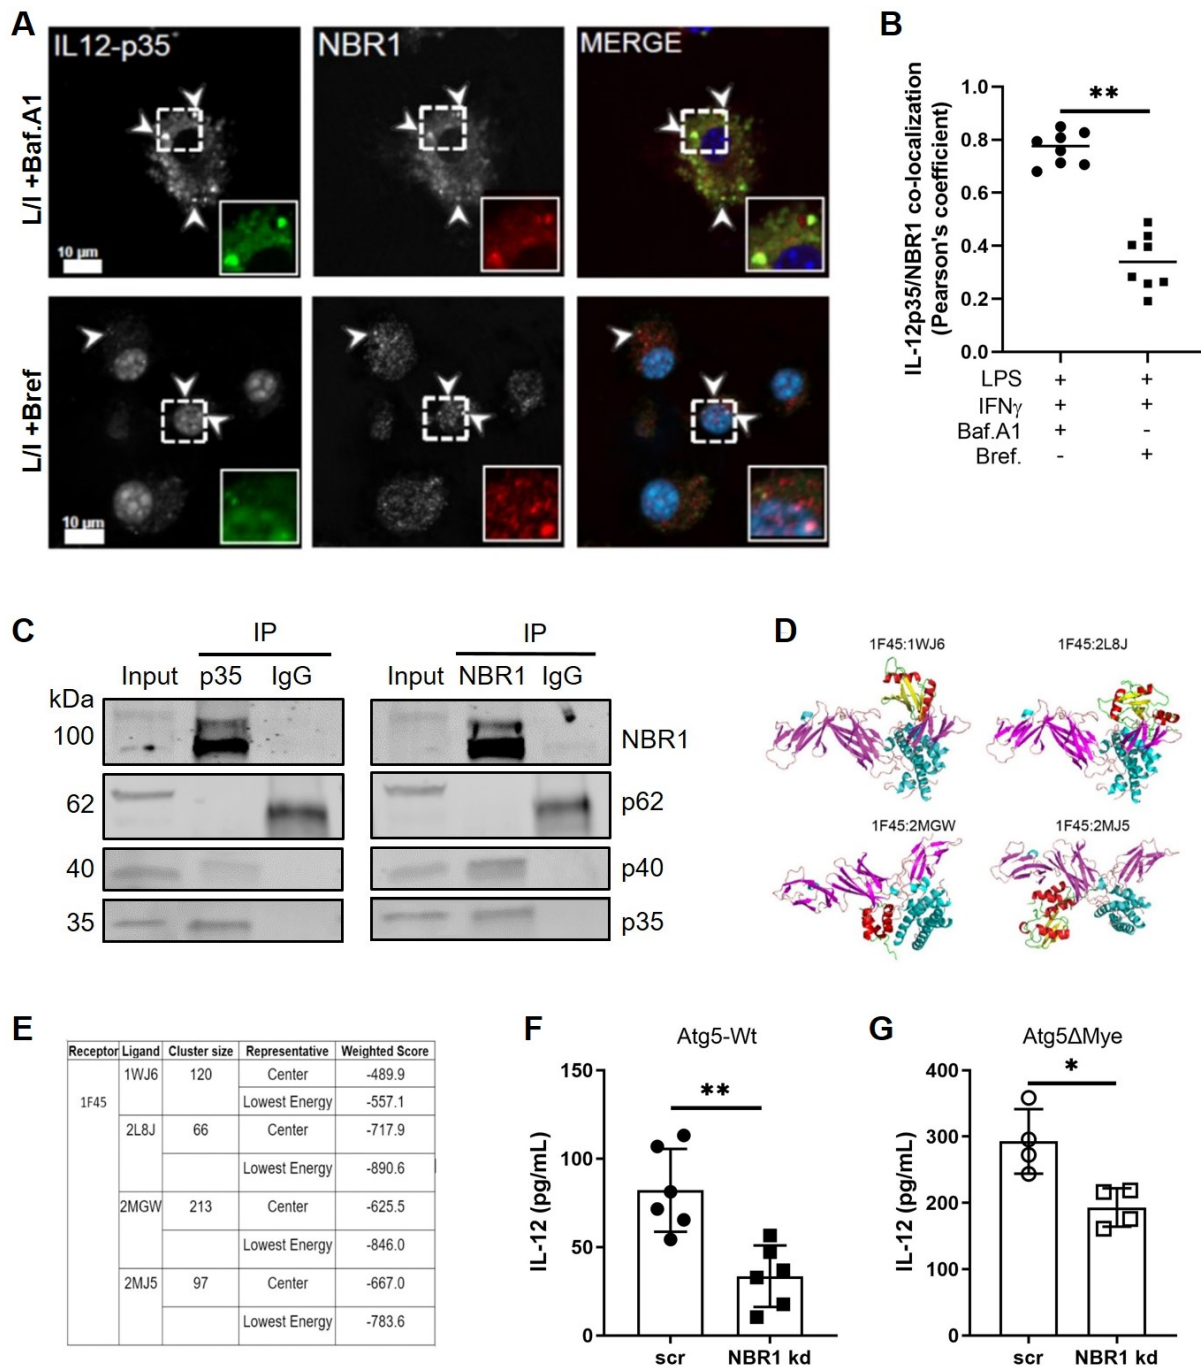 A
IL12-p35
NBR1
MERGE
L/I +Baf.A1
10 µm
L/I +Bref
10 µm
B
IL-12p35/NBR1 co-localization
(Pearson's coefficient)
1.0
0.8
0.6
0.4
0.2
0.0
**
LPS + +
IFNγ + +
Baf.A1 + -
Bref. - +
C
IP
IP
Input p35 IgG
Input NBR1 IgG
kDa
100
NBR1
62
p62
40
p40
35
p35
D
1F45:1WJ6
1F45:2L8J
1F45:2MGW
1F45:2MJ5
E
Receptor Ligand Cluster size Representative Weighted Score
1F45 1WJ6 120 Center -489.9
Lowest Energy -557.1
2L8J 66 Center -717.9
Lowest Energy -890.6
2MGW 213 Center -625.5
Lowest Energy -846.0
2MJ5 97 Center -667.0
Lowest Energy -783.6
F
Atg5-Wt
IL-12 (pg/mL)
150
100
50
0
**
scr NBR1 kd
G
Atg5ΔMye
IL-12 (pg/mL)
400
300
200
100
0
*
scr NBR1 kd